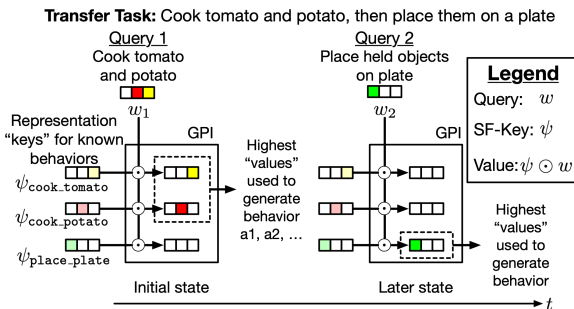 Transfer Task: Cook tomato and potato, then place them on a plate
Query 1
Cook tomato
and potato
w1
Query 2
Place held objects
on plate
w2
Legend
Query: w
SF-Key: ψ
Value: ψ ⊙ w
Representation
“keys” for known
behaviors
GPI
ψcook_tomato
ψcook_potato
ψplace_plate
Highest
“values”
used to
generate
behavior
a1, a2, …
GPI
Highest
“values”
used to
generate
behavior
Initial state
Later state
t